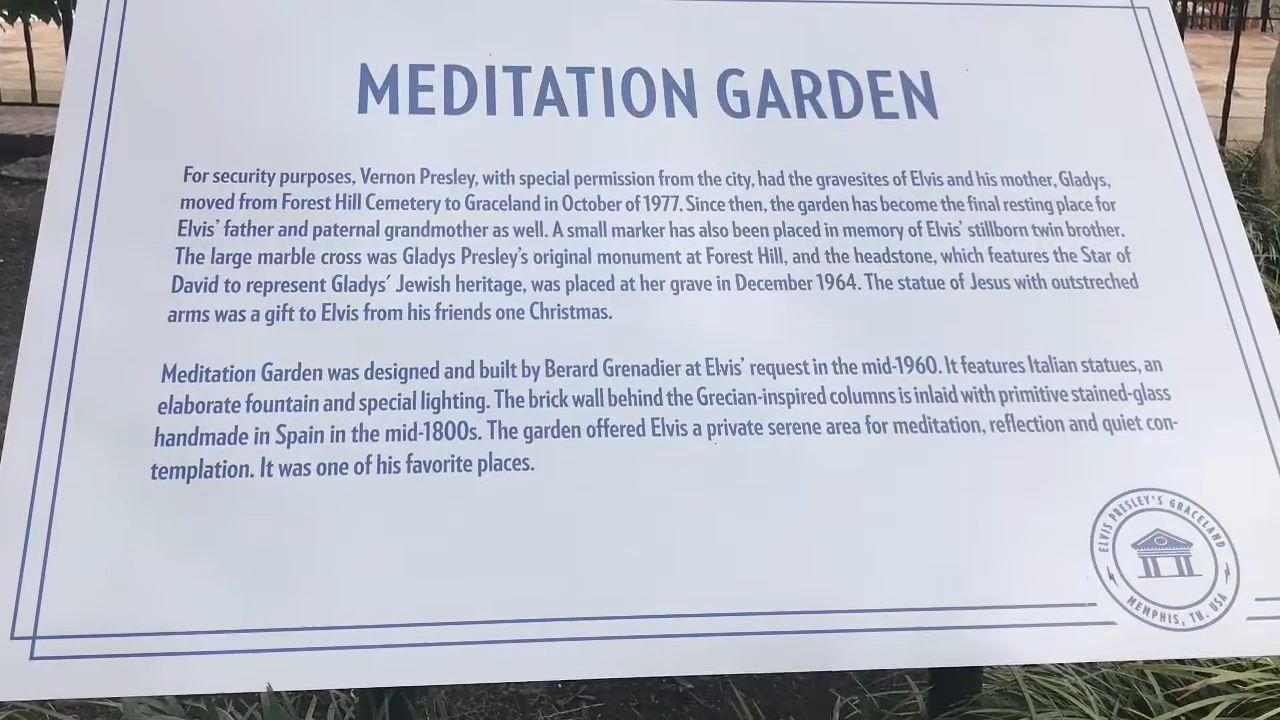 MEDITATION GARDEN
For security purposes, Vernon Presley, with special permission from the city, had the gravesites of Elvis and his mother, Gladys,
moved from Forest Hill Cemetery to Graceland in October of 1977. Since then, the garden has become the final resting place for
Elvis' father and paternal grandmother as well. A small marker has also been placed in memory of Elvis' stillborn twin brother.
The large marble cross was Gladys Presley's original monument at Forest Hill, and the headstone, which features the Star of
David to represent Gladys' Jewish heritage, was placed at her grave in December 1964. The statue of Jesus with outstreched
arms was a gift to Elvis from his friends one Christmas.
Meditation Garden was designed and built by Berard Grenadier at Elvis' request in the mid-1960. It features Italian statues, an
elaborate fountain and special lighting. The brick wall behind the Grecian-inspired columns is inlaid with primitive stained-glass
handmade in Spain in the mid-1800s. The garden offered Elvis a private serene area for meditation, reflection and quiet con-
templation. It was one of his favorite places.
ELVIS PRESLEY'S GRACELAND
MEMPHIS, TN. USA